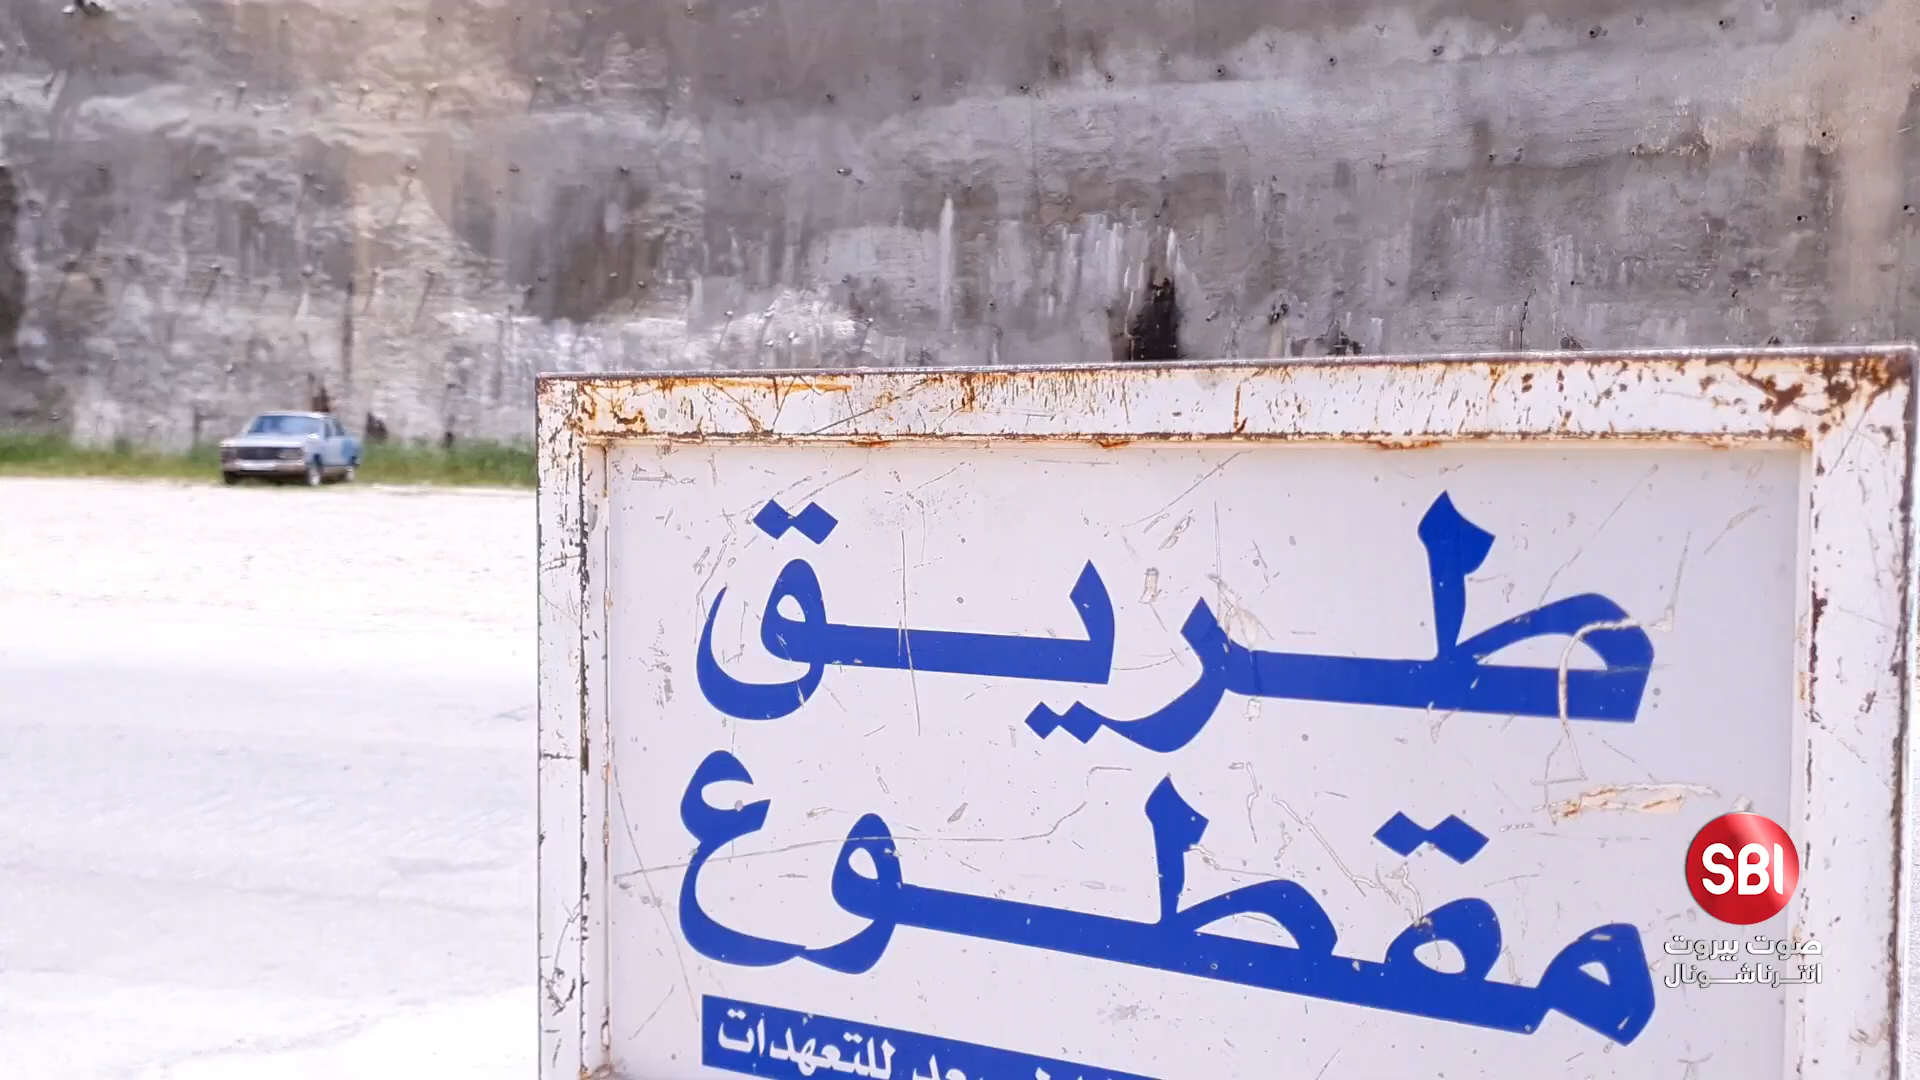 طريق
مقطوع
للتعهدات
SBI
صوت بيروت
انترناشونال